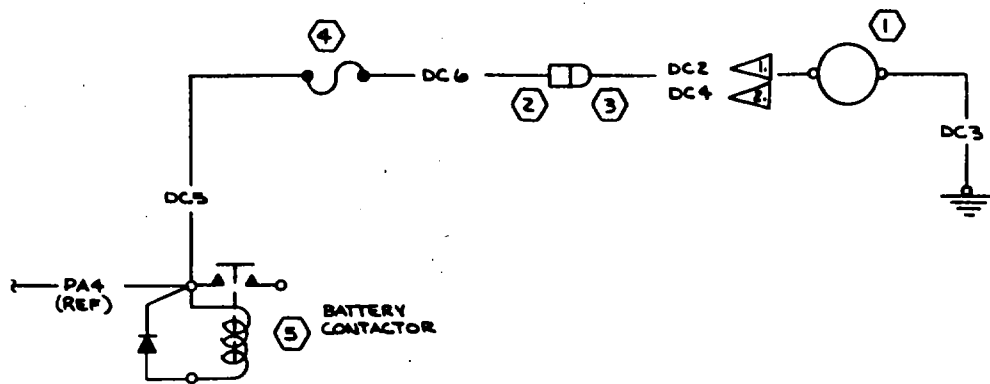 1
4
DC6
2
3
DC2 1.
DC4 2.
DC3
DC5
PA4
(REF)
5
BATTERY
CONTACTOR